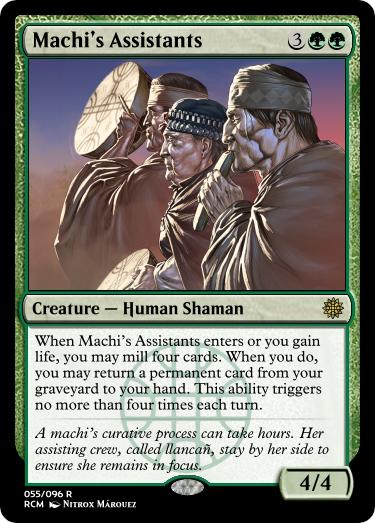 Machi's Assistants 3
Creature — Human Shaman
When Machi's Assistants enters or you gain
life, you may mill four cards. When you do,
you may return a permanent card from your
graveyard to your hand. This ability triggers
no more than four times each turn.
A machi's curative process can take hours. Her
assisting crew, called llancañ, stay by her side to
ensure she remains in focus.
4/4
055/096 R
RCM Nitrox Márquez